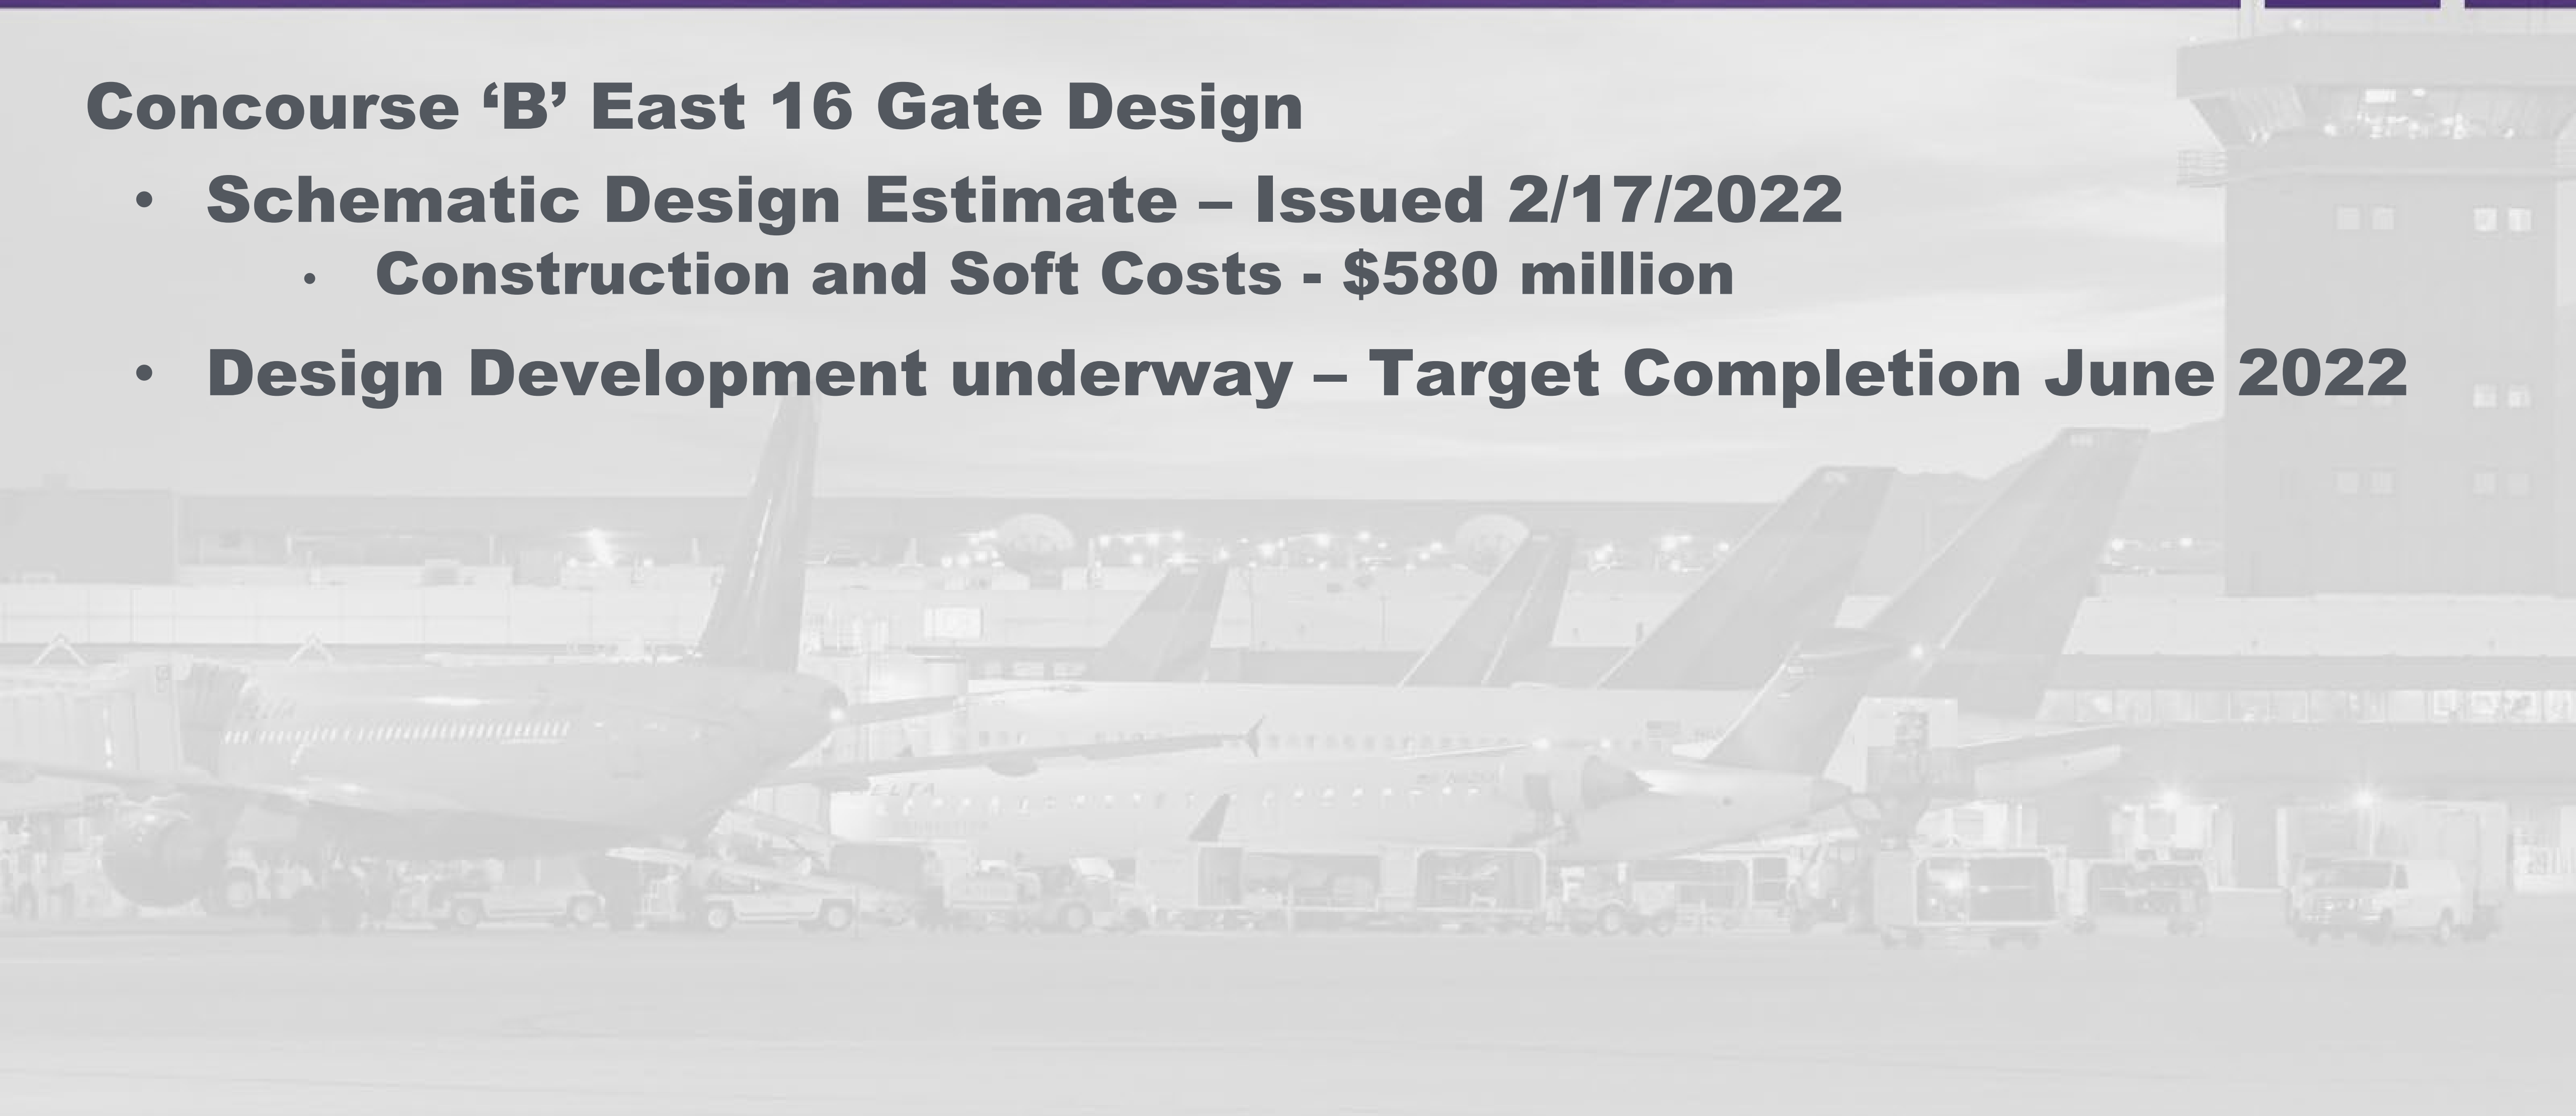 Concourse ‘B’ East 16 Gate Design
• Schematic Design Estimate – Issued 2/17/2022
• Construction and Soft Costs - $580 million
• Design Development underway – Target Completion June 2022
DELTA